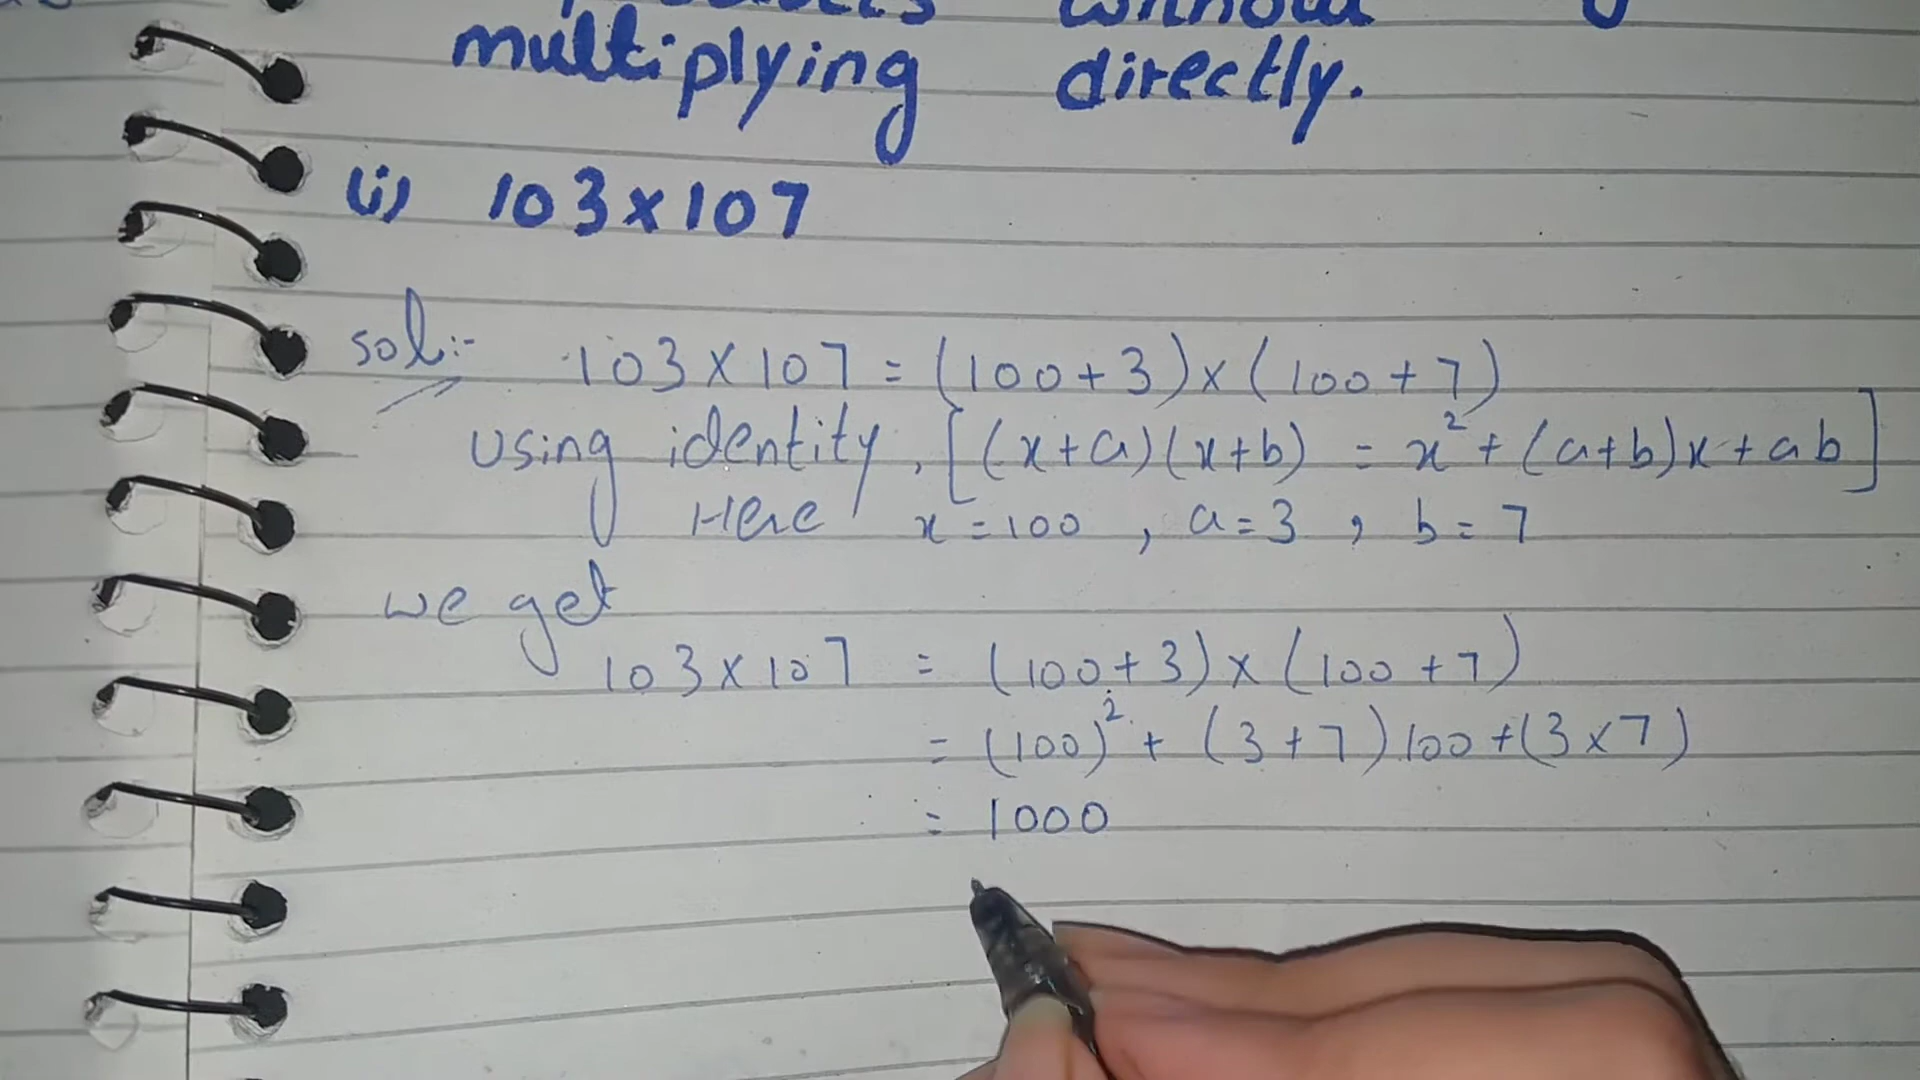 without
multiplying directly.
(i) 103×107
Sol:- 103×107 = (100+3)×(100+7)
Using identity, [(x+a)(x+b) = x²+(a+b)x+ab]
Here x=100, a=3, b=7
we get
103×107 = (100+3)×(100+7)
= (100)²+(3+7)100+(3×7)
= 1000